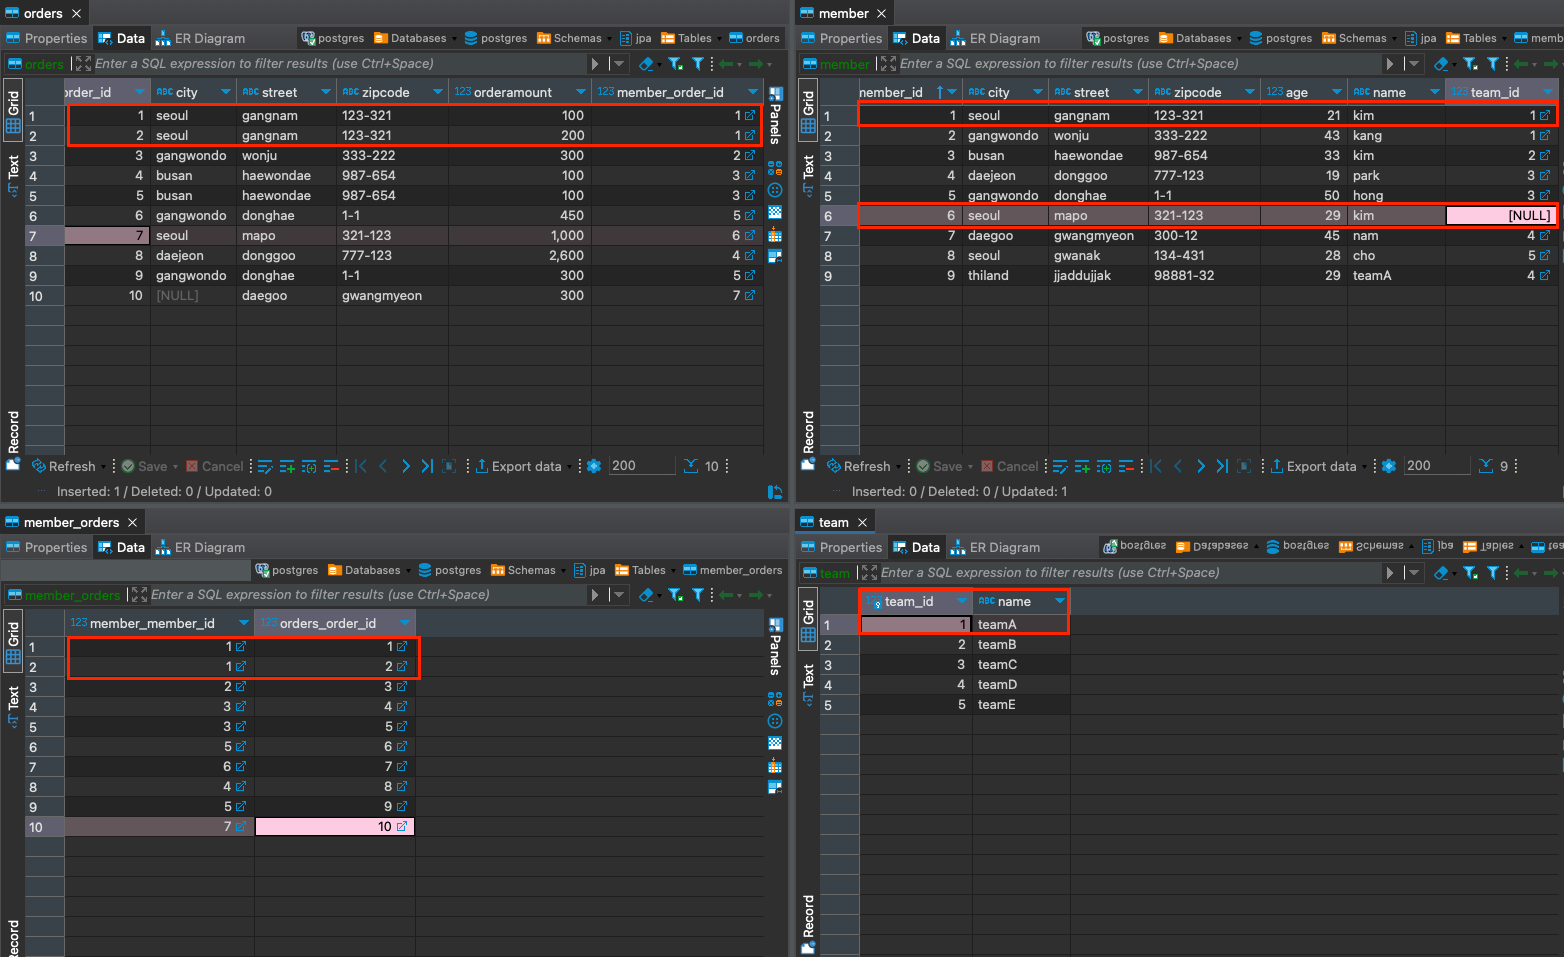 orders
Properties Data ER Diagram postgres Databases postgres Schemas jpa Tables orders
orders Enter a SQL expression to filter results (use Ctrl+Space)
Grid
Text
Record
Panels
order_id ABC city ABC street ABC zipcode 123 orderamount 123 member_order_id
1 1 seoul gangnam 123-321 100 1
2 2 seoul gangnam 123-321 200 1
3 3 gangwondo wonju 333-222 300 2
4 4 busan haewondae 987-654 100 3
5 5 busan haewondae 987-654 100 3
6 6 gangwondo donghae 1-1 450 5
7 7 seoul mapo 321-123 1,000 6
8 8 daejeon donggoo 777-123 2,600 4
9 9 gangwondo donghae 1-1 300 5
10 10 [NULL] daegoo gwangmyeon 300 7
Refresh Save Cancel Export data 200 10
Inserted: 1 / Deleted: 0 / Updated: 0
member
Properties Data ER Diagram postgres Databases postgres Schemas jpa Tables memb
member Enter a SQL expression to filter results (use Ctrl+Space)
Grid
Text
Record
member_id ABC city ABC street ABC zipcode 123 age ABC name 123 team_id
1 1 seoul gangnam 123-321 21 kim 1
2 2 gangwondo wonju 333-222 43 kang 1
3 3 busan haewondae 987-654 33 kim 2
4 4 daejeon donggoo 777-123 19 park 3
5 5 gangwondo donghae 1-1 50 hong 3
6 6 seoul mapo 321-123 29 kim [NULL]
7 7 daegoo gwangmyeon 300-12 45 nam 4
8 8 seoul gwanak 134-431 28 cho 5
9 9 thiland jjaddujjak 98881-32 29 teamA 4
Refresh Save Cancel Export data 200 9
Inserted: 0 / Deleted: 0 / Updated: 1
member_orders
Properties Data ER Diagram
postgres Databases postgres Schemas jpa Tables member_orders
member_orders Enter a SQL expression to filter results (use Ctrl+Space)
Grid
Text
Record
Panels
123 member_member_id 123 orders_order_id
1 1 1
2 1 2
3 2 3
4 3 4
5 3 5
6 5 6
7 6 7
8 4 8
9 5 9
10 7 10
team
Properties Data ER Diagram postgres Databases postgres Schemas jpa Tables tea
team Enter a SQL expression to filter results (use Ctrl+Space)
Grid
Text
Record
123 team_id ABC name
1 1 teamA
2 2 teamB
3 3 teamC
4 4 teamD
5 5 teamE